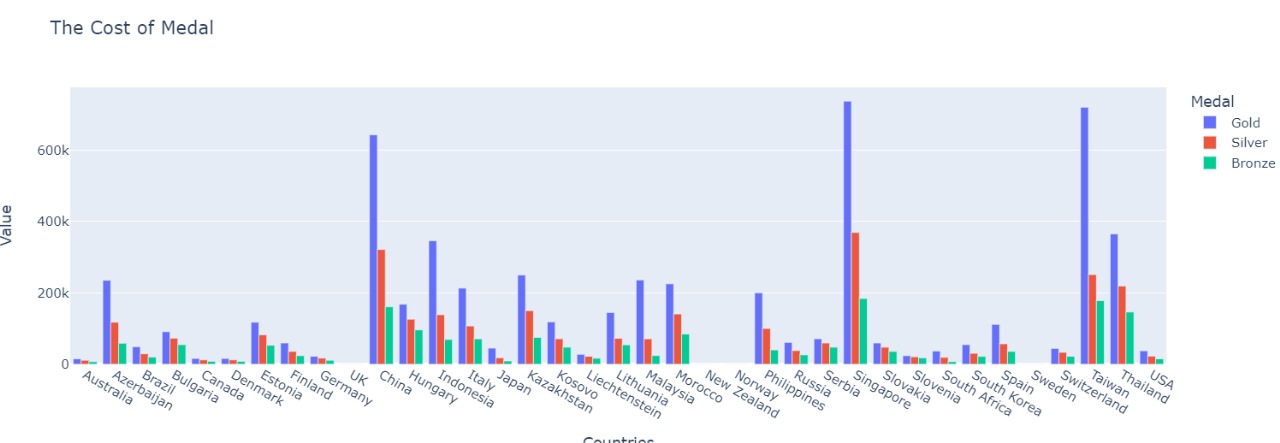 The Cost of Medal
Medal
Gold
Silver
Bronze
Value
600k
400k
200k
0
Australia
Azerbaijan
Brazil
Bulgaria
Canada
Denmark
Estonia
Finland
Germany
UK
China
Hungary
Indonesia
Italy
Japan
Kazakhstan
Kosovo
Liechtenstein
Lithuania
Malaysia
Morocco
New Zealand
Norway
Philippines
Russia
Serbia
Singapore
Slovakia
Slovenia
South Africa
South Korea
Spain
Sweden
Switzerland
Taiwan
Thailand
USA
Countries